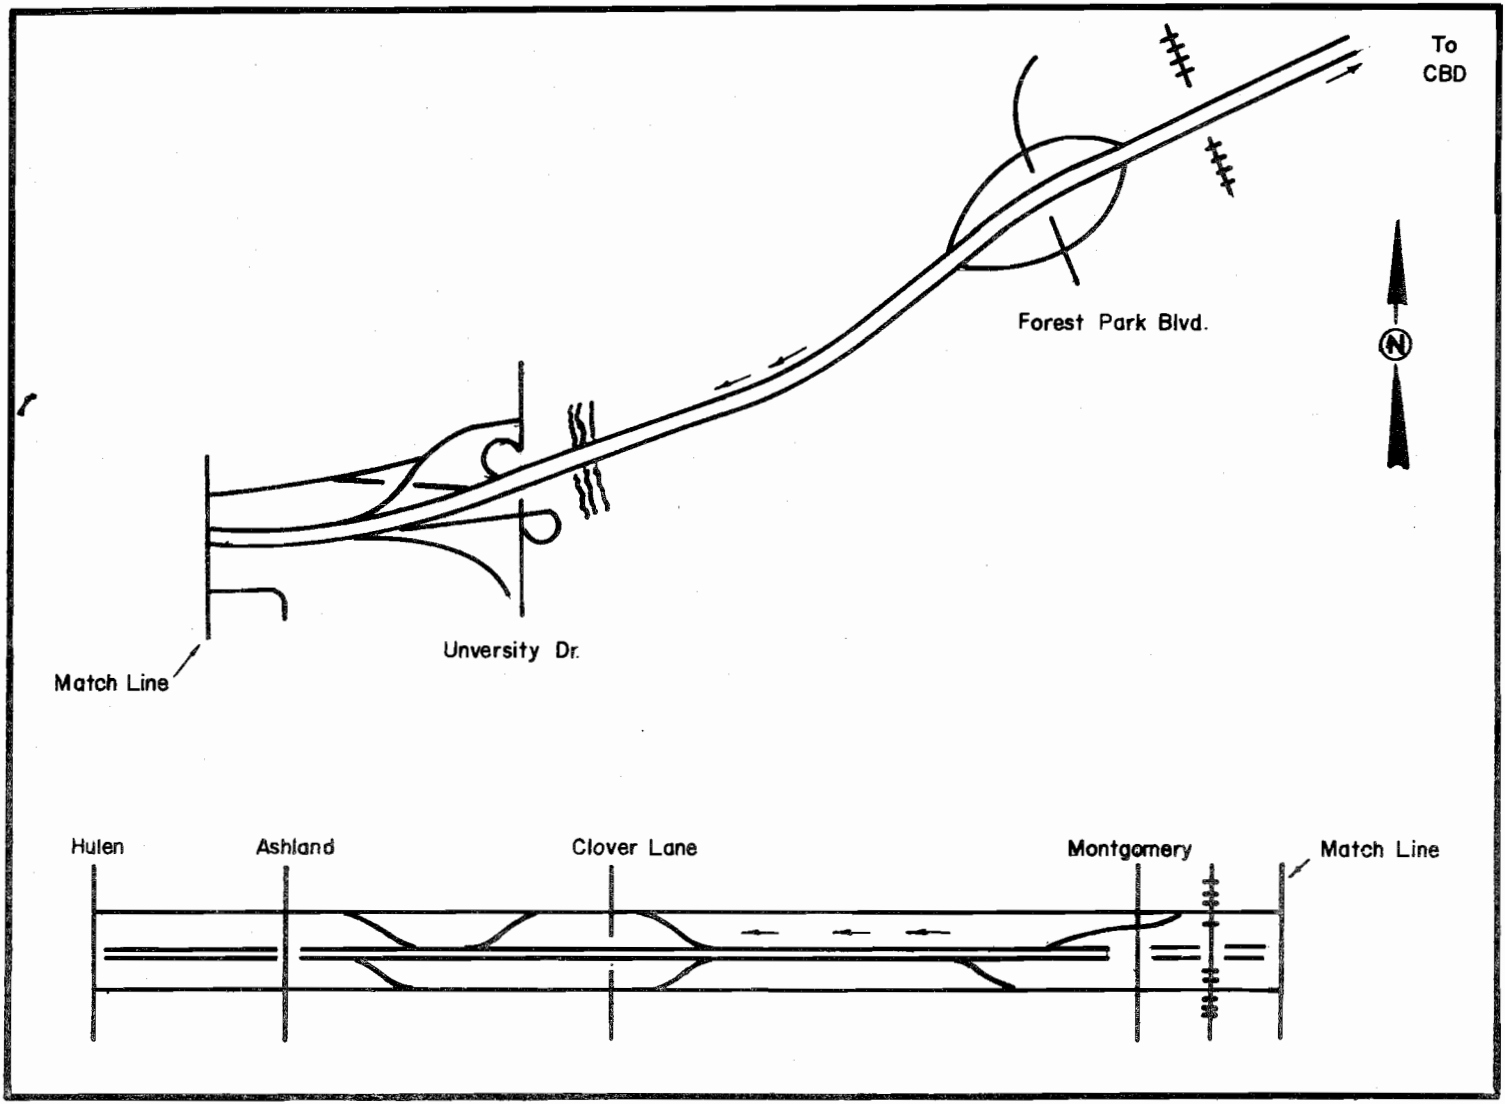 To
CBD
Forest Park Blvd.
N
Unversity Dr.
Match Line
Hulen
Ashland
Clover Lane
Montgomery
Match Line